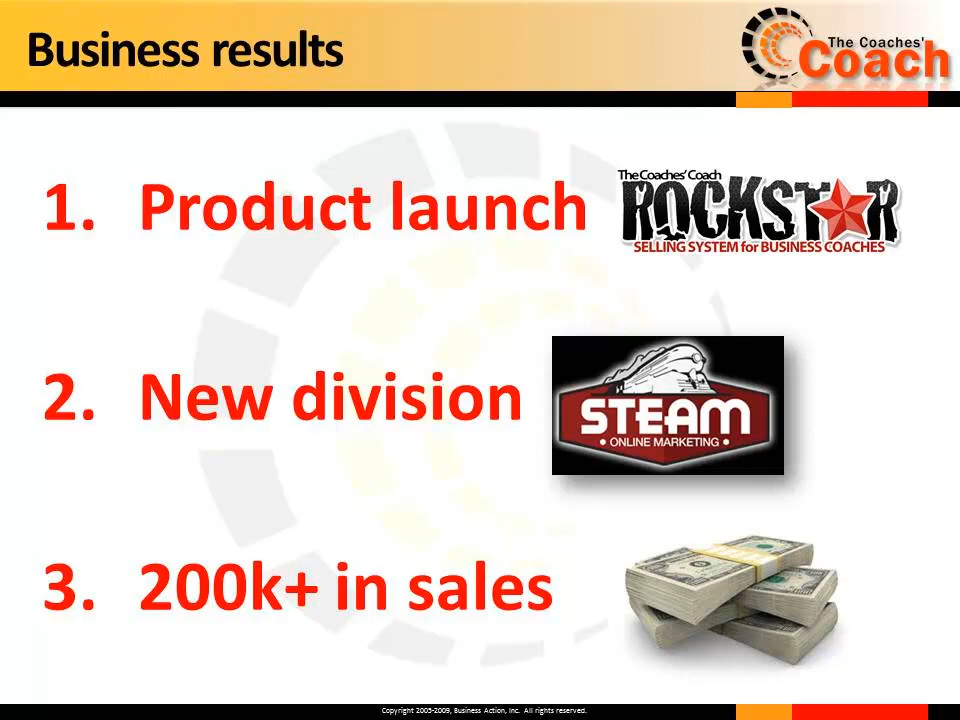 Business results
The Coaches'
Coach
1. Product launch
The Coaches' Coach
ROCKSTAR
SELLING SYSTEM for BUSINESS COACHES
2. New division
STEAM
• ONLINE MARKETING •
3. 200k+ in sales
Copyright 2005-2009, Business Action, Inc. All rights reserved.